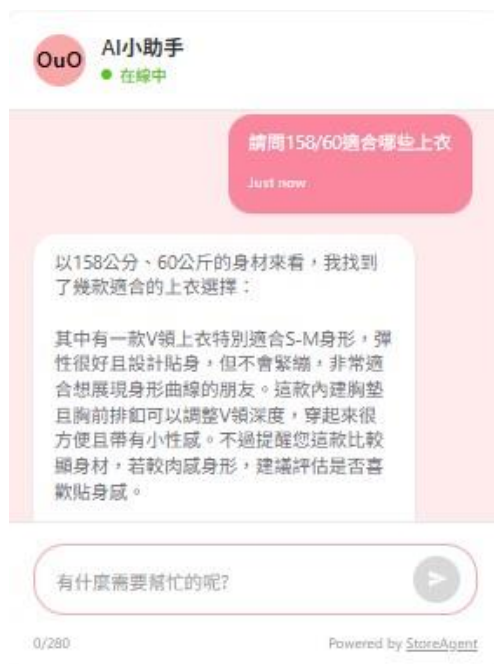 OuO
AI小助手
在線中
請問158/60適合哪些上衣
Just now
以158公分、60公斤的身材來看，我找到
了幾款適合的上衣選擇：
其中有一款V領上衣特別適合S-M身形，彈
性很好且設計貼身，但不會緊繃，非常適
合想展現身形曲線的朋友。這款內建胸墊
且胸前排釦可以調整V領深度，穿起來很
方便且帶有小性感。不過提醒您這款比較
顯身材，若較肉感身形，建議評估是否喜
歡貼身感。
有什麼需要幫忙的呢?
0/280
Powered by StoreAgent